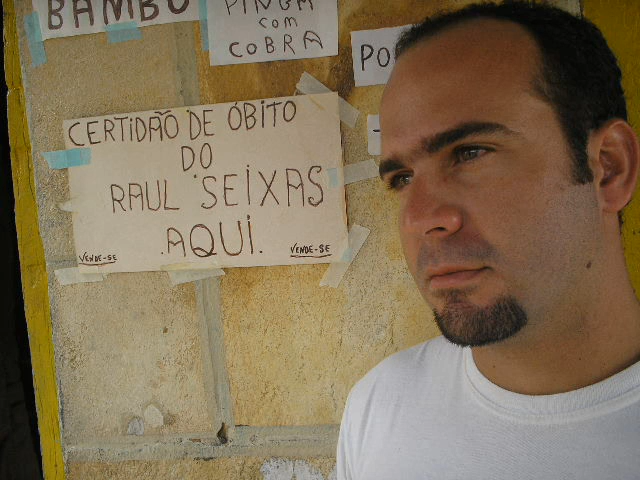 BAMBU
PINGA
COM
COBRA
PO
CERTIDÃO DE ÓBITO
DO
RAUL SEIXAS
.AQUI.
VENDE-SE VENDE-SE